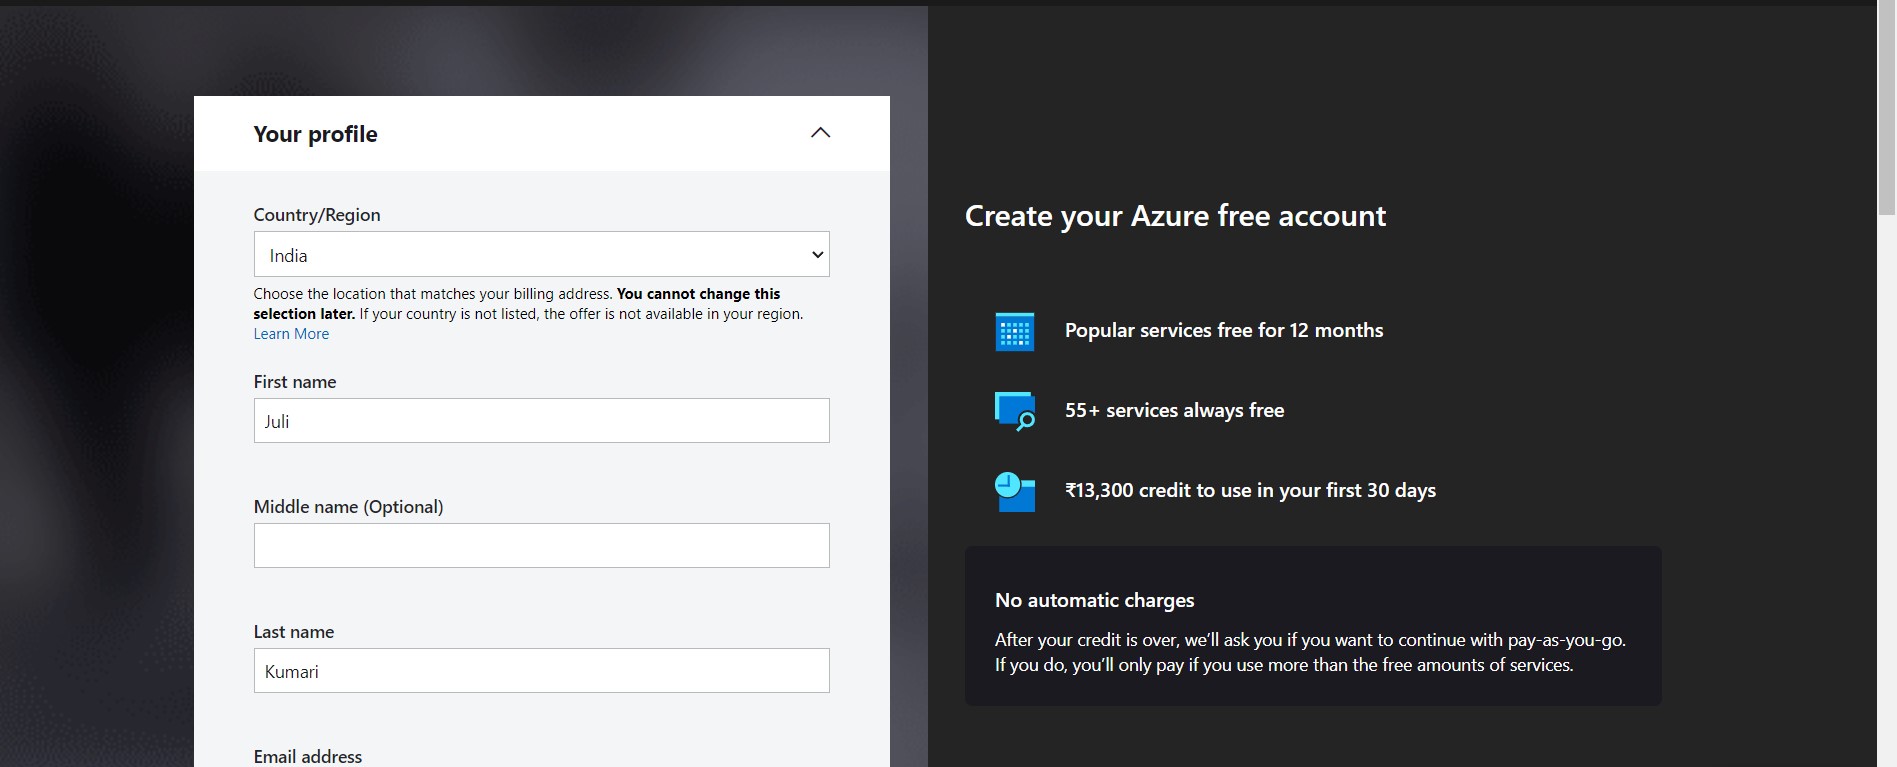 Your profile
Country/Region
India
Choose the location that matches your billing address. You cannot change this
selection later. If your country is not listed, the offer is not available in your region.
Learn More
First name
Juli
Middle name (Optional)
Last name
Kumari
Email address
Create your Azure free account
Popular services free for 12 months
55+ services always free
₹13,300 credit to use in your first 30 days
No automatic charges
After your credit is over, we’ll ask you if you want to continue with pay-as-you-go.
If you do, you’ll only pay if you use more than the free amounts of services.